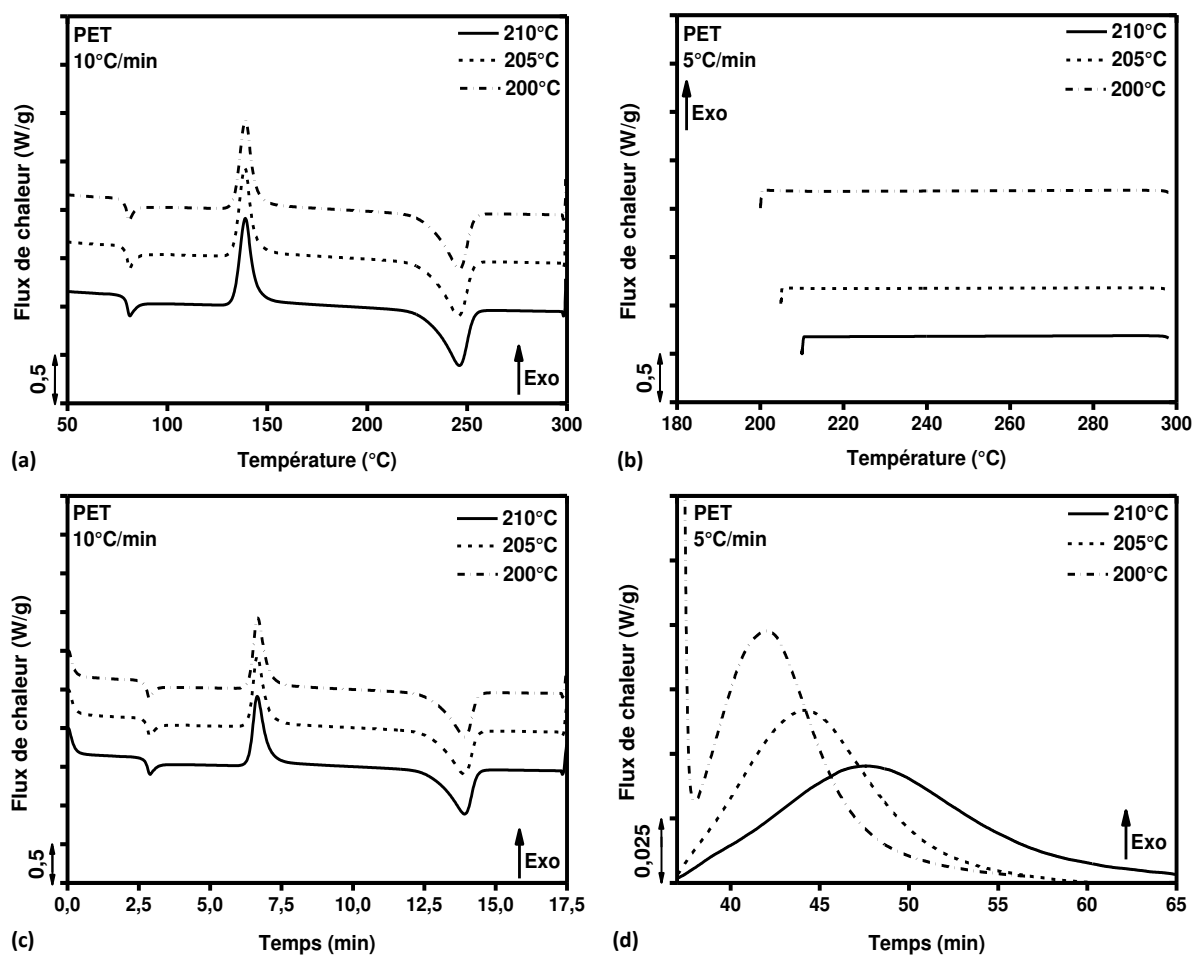 PET
10°C/min
210°C
205°C
200°C
Flux de chaleur (W/g)
0,5
Exo
50 100 150 200 250 300
(a)
Température (°C)
PET
5°C/min
210°C
205°C
200°C
Exo
Flux de chaleur (W/g)
0,5
180 200 220 240 260 280 300
(b)
Température (°C)
PET
10°C/min
210°C
205°C
200°C
Flux de chaleur (W/g)
0,5
Exo
0,0 2,5 5,0 7,5 10,0 12,5 15,0 17,5
(c)
Temps (min)
PET
5°C/min
210°C
205°C
200°C
Flux de chaleur (W/g)
0,025
Exo
40 45 50 55 60 65
(d)
Temps (min)